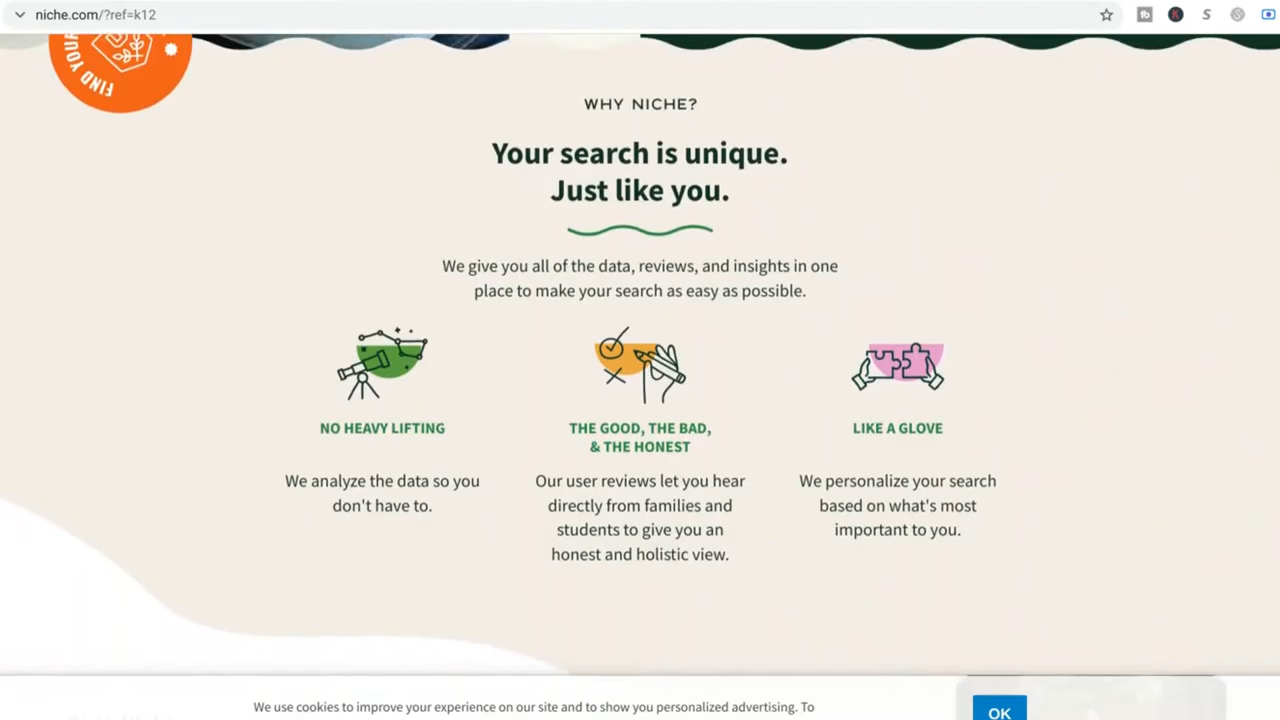 niche.com/?ref=k12
FIND YOUR
WHY NICHE?
Your search is unique.
Just like you.
We give you all of the data, reviews, and insights in one
place to make your search as easy as possible.
NO HEAVY LIFTING
We analyze the data so you
don't have to.
THE GOOD, THE BAD,
& THE HONEST
Our user reviews let you hear
directly from families and
students to give you an
honest and holistic view.
LIKE A GLOVE
We personalize your search
based on what's most
important to you.
We use cookies to improve your experience on our site and to show you personalized advertising. To
OK